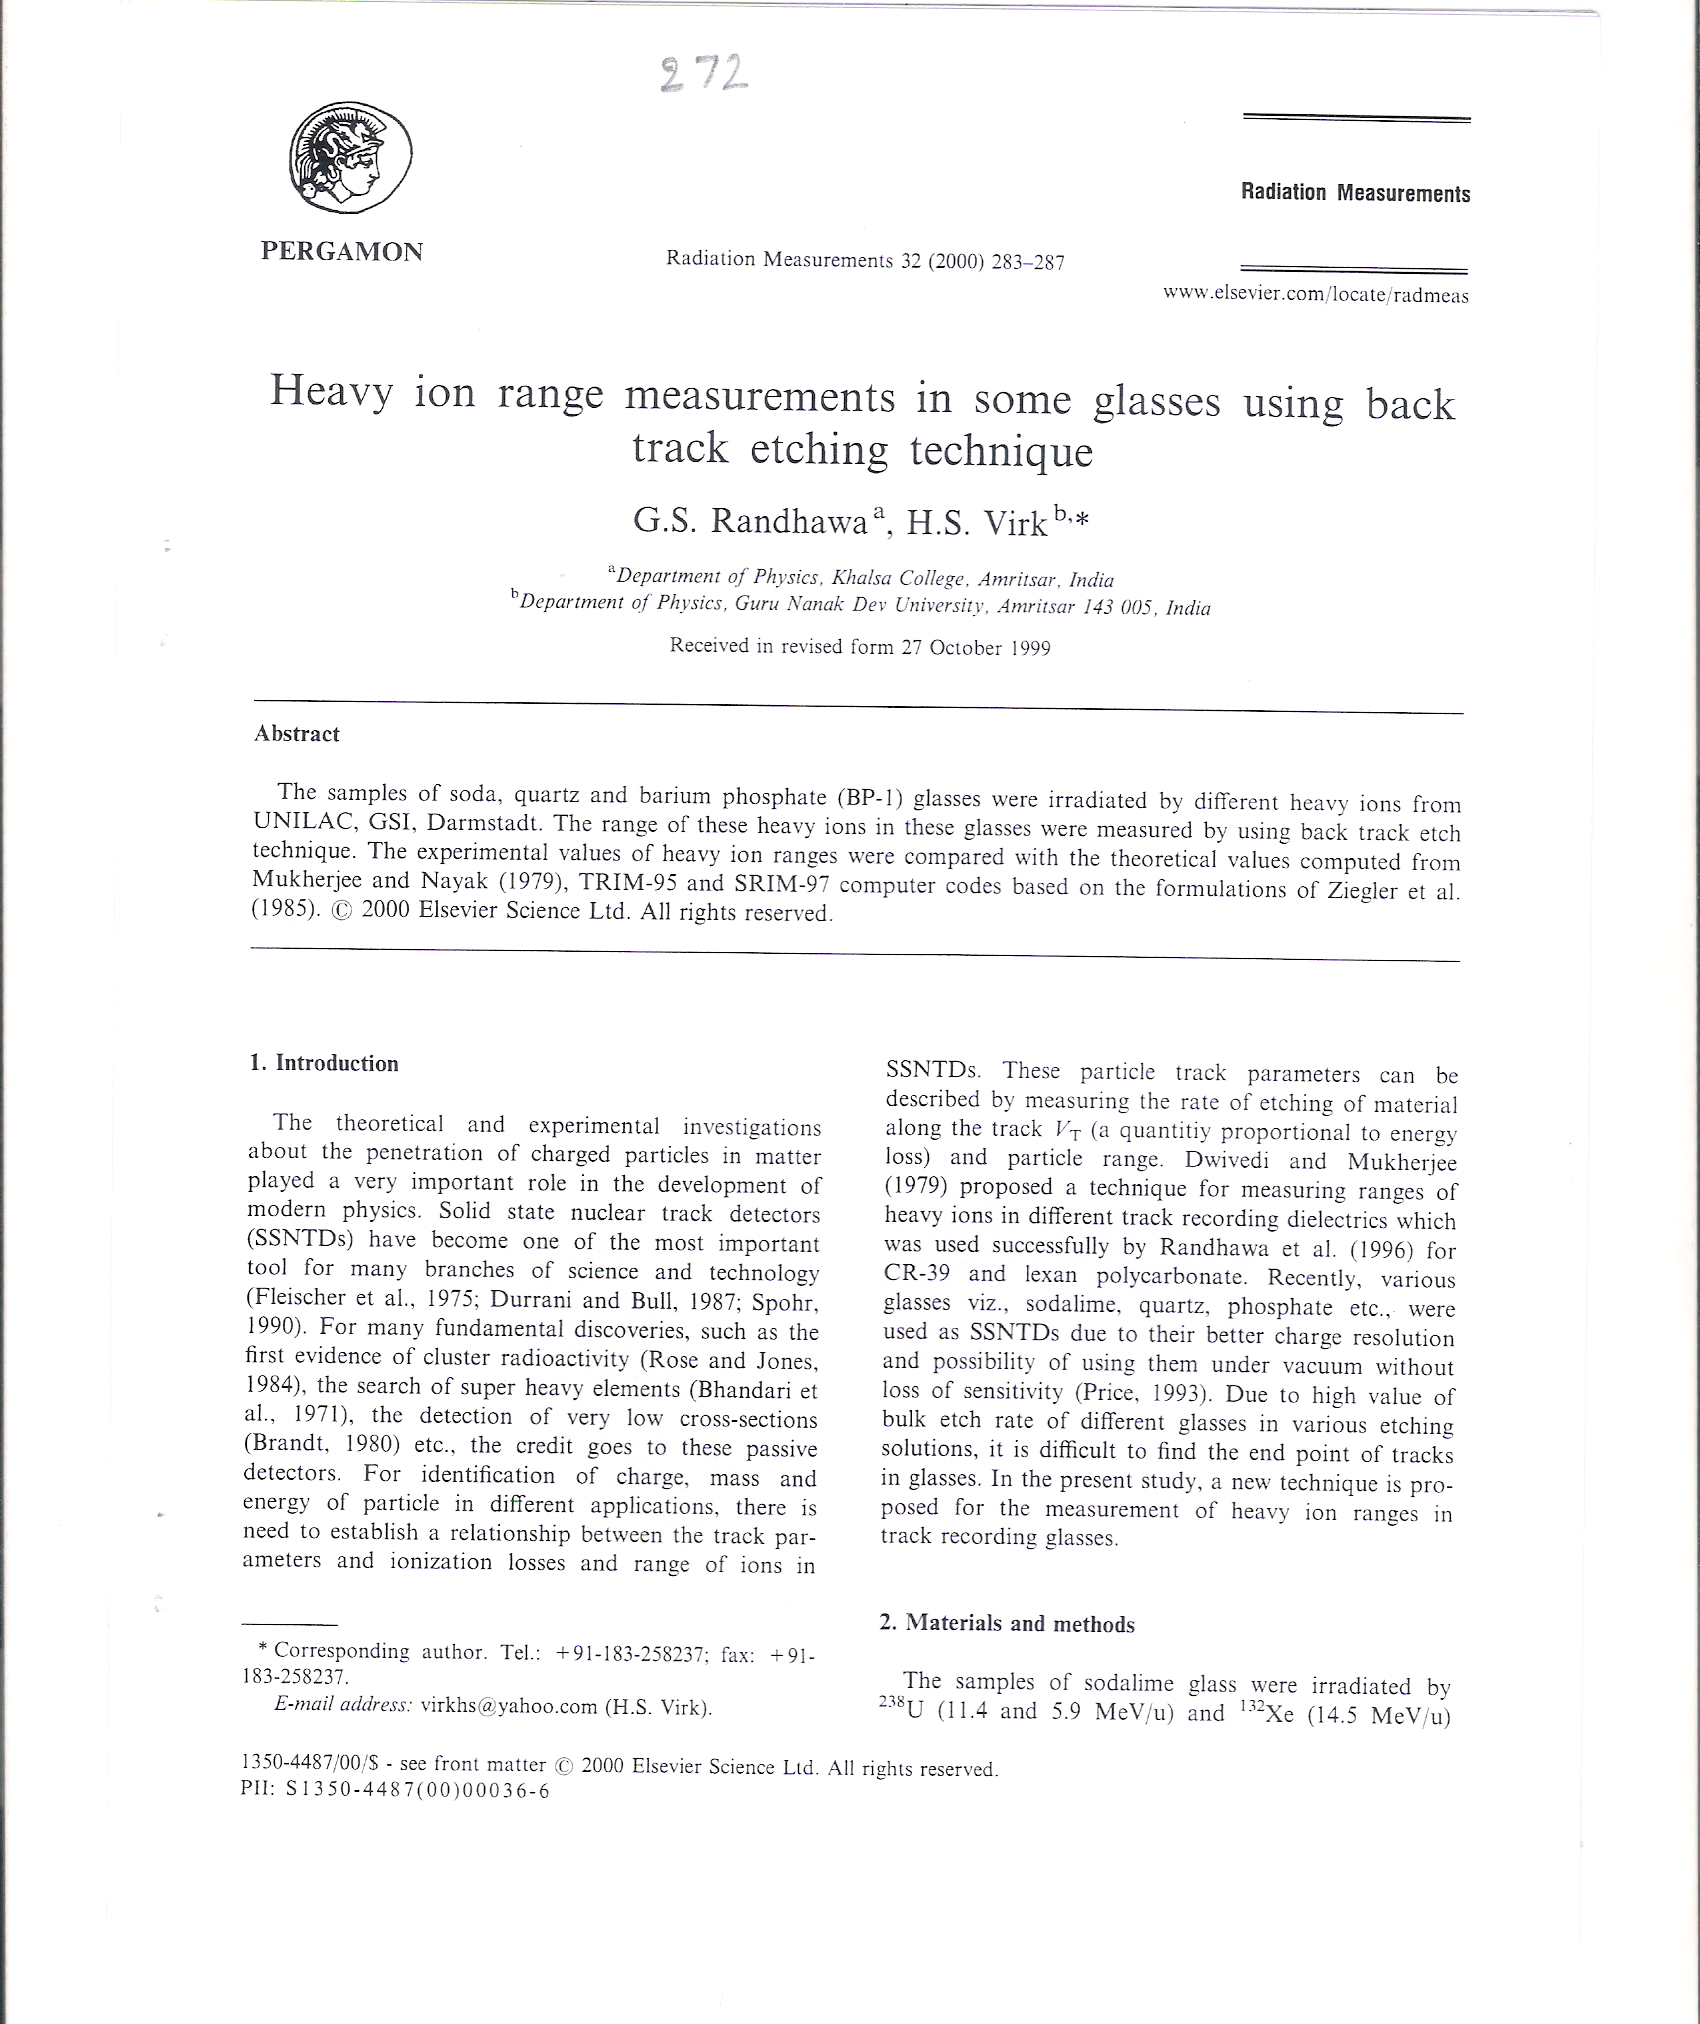 272
PERGAMON
Radiation Measurements 32 (2000) 283–287
Radiation Measurements
www.elsevier.com/locate/radmeas
Heavy ion range measurements in some glasses using back
track etching technique
G.S. Randhawa a, H.S. Virk b,*
a Department of Physics, Khalsa College, Amritsar, India
b Department of Physics, Guru Nanak Dev University, Amritsar 143 005, India
Received in revised form 27 October 1999
Abstract
The samples of soda, quartz and barium phosphate (BP-1) glasses were irradiated by different heavy ions from
UNILAC, GSI, Darmstadt. The range of these heavy ions in these glasses were measured by using back track etch
technique. The experimental values of heavy ion ranges were compared with the theoretical values computed from
Mukherjee and Nayak (1979), TRIM-95 and SRIM-97 computer codes based on the formulations of Ziegler et al.
(1985). © 2000 Elsevier Science Ltd. All rights reserved.
1. Introduction
The theoretical and experimental investigations
about the penetration of charged particles in matter
played a very important role in the development of
modern physics. Solid state nuclear track detectors
(SSNTDs) have become one of the most important
tool for many branches of science and technology
(Fleischer et al., 1975; Durrani and Bull, 1987; Spohr,
1990). For many fundamental discoveries, such as the
first evidence of cluster radioactivity (Rose and Jones,
1984), the search of super heavy elements (Bhandari et
al., 1971), the detection of very low cross-sections
(Brandt, 1980) etc., the credit goes to these passive
detectors. For identification of charge, mass and
energy of particle in different applications, there is
need to establish a relationship between the track par-
ameters and ionization losses and range of ions in
* Corresponding author. Tel.: +91-183-258237; fax: +91-
183-258237.
E-mail address: virkhs@yahoo.com (H.S. Virk).
SSNTDs. These particle track parameters can be
described by measuring the rate of etching of material
along the track VT (a quantitiy proportional to energy
loss) and particle range. Dwivedi and Mukherjee
(1979) proposed a technique for measuring ranges of
heavy ions in different track recording dielectrics which
was used successfully by Randhawa et al. (1996) for
CR-39 and lexan polycarbonate. Recently, various
glasses viz., sodalime, quartz, phosphate etc., were
used as SSNTDs due to their better charge resolution
and possibility of using them under vacuum without
loss of sensitivity (Price, 1993). Due to high value of
bulk etch rate of different glasses in various etching
solutions, it is difficult to find the end point of tracks
in glasses. In the present study, a new technique is pro-
posed for the measurement of heavy ion ranges in
track recording glasses.
2. Materials and methods
The samples of sodalime glass were irradiated by
238U (11.4 and 5.9 MeV/u) and 132Xe (14.5 MeV/u)
1350-4487/00/$ - see front matter © 2000 Elsevier Science Ltd. All rights reserved.
PII: S1350-4487(00)00036-6